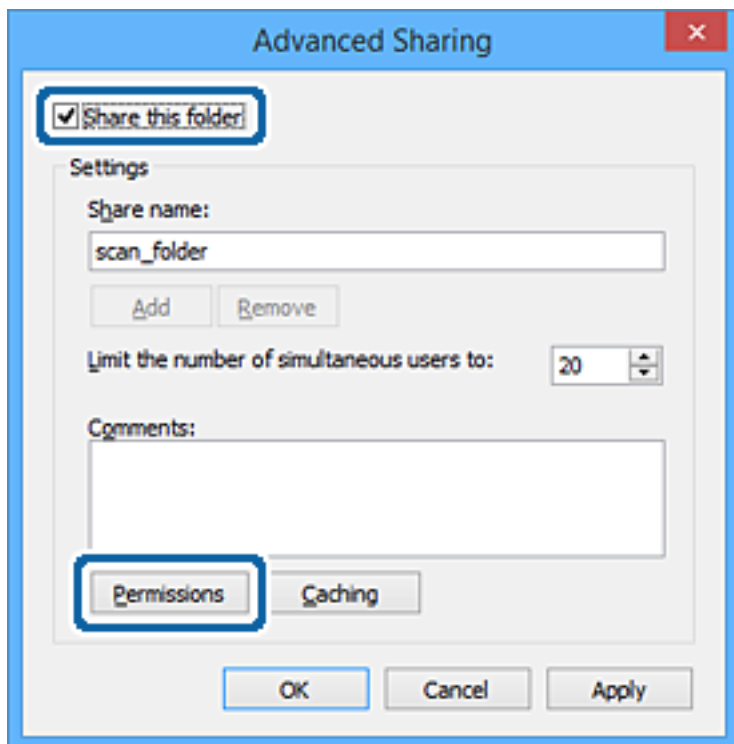 Advanced Sharing
Share this folder
Settings
Share name:
scan_folder
Add Remove
Limit the number of simultaneous users to: 20
Comments:
Permissions Caching
OK Cancel Apply